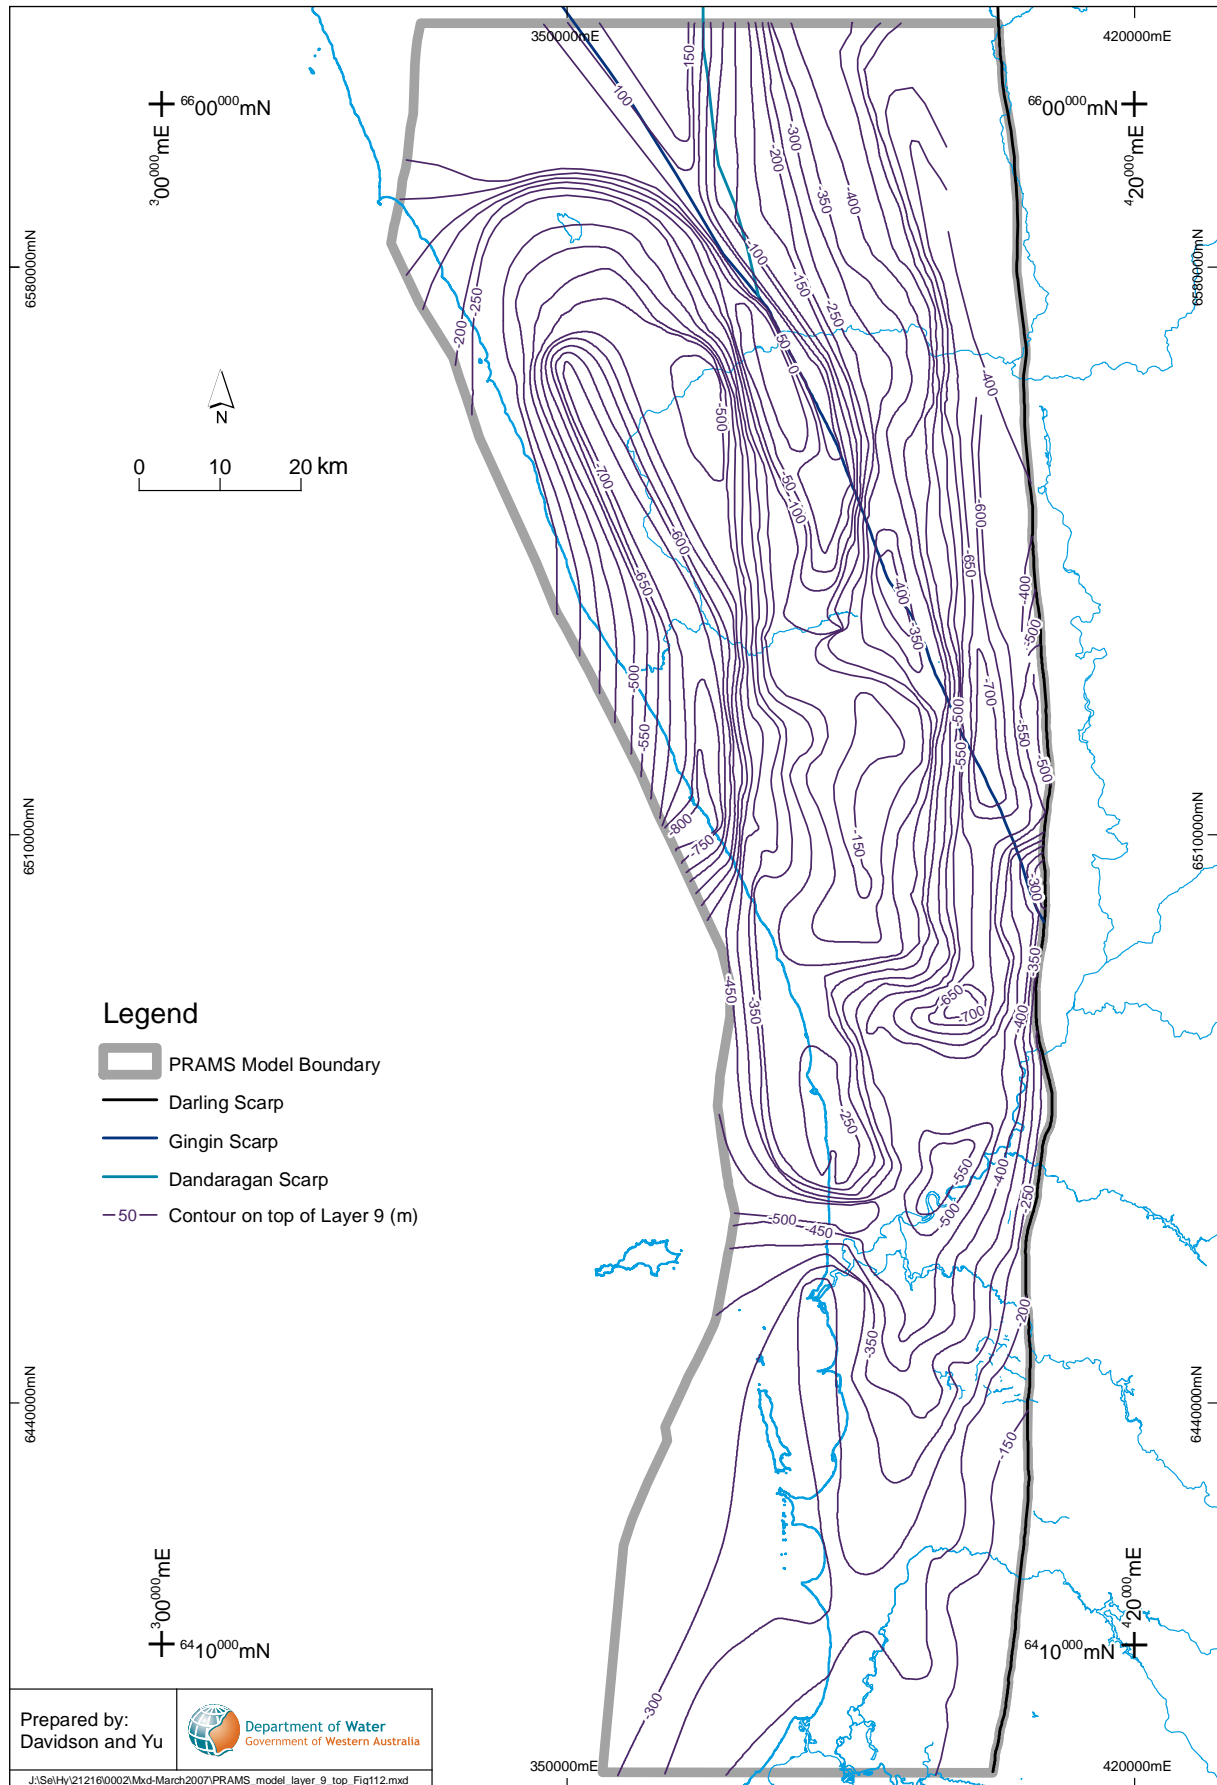 350000mE
420000mE
6600000mN
6600000mN
300000mE
420000mE
150
100
-300
-200
-350
-400
6580000mN
6580000mN
-100
-150
-250
-250
-200
50
0
-400
N
0 10 20 km
-500
-700
-50
-100
-600
-600
-650
-650
-400
-350
-400
-500
-500
-550
-700
-500
-550
-550
-500
-800
-750
-150
6510000mN
6510000mN
-300
-350
-450
-350
-650
-700
-400
-250
-550
-400
-500
-250
-500
-450
-200
-350
-150
6440000mN
6440000mN
Legend
PRAMS Model Boundary
Darling Scarp
Gingin Scarp
Dandaragan Scarp
-50 Contour on top of Layer 9 (m)
300000mE
420000mE
6410000mN
6410000mN
-300
Prepared by:
Davidson and Yu
Department of Water
Government of Western Australia
350000mE
420000mE
J:\Se\Hy\21216\0002\Mxd-March2007\PRAMS_model_layer_9_top_Fig112.mxd